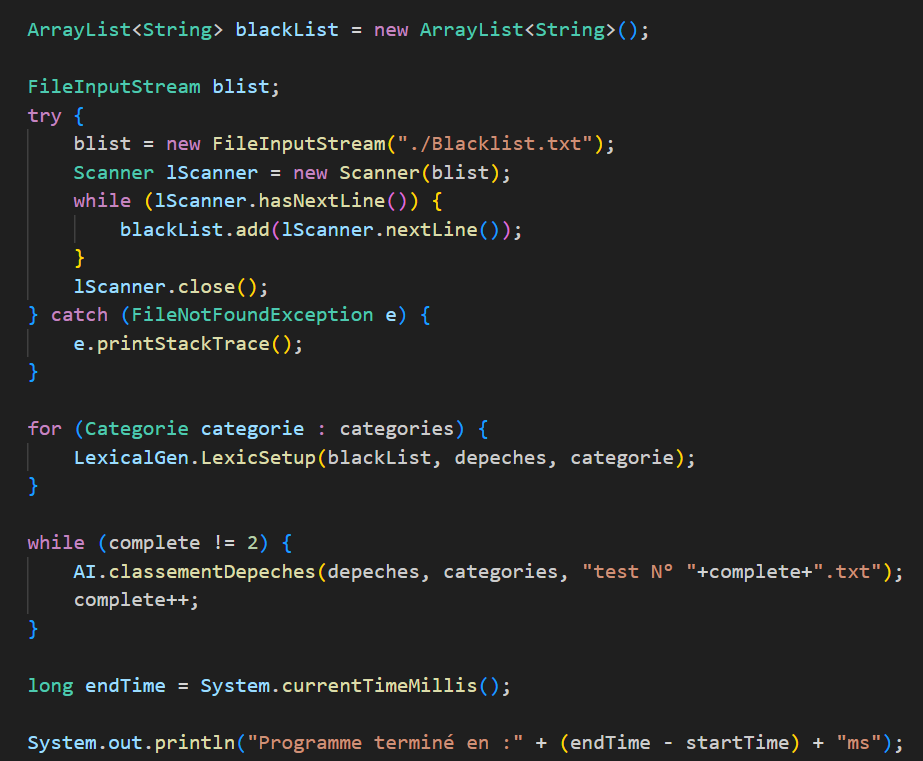 ArrayList<String> blackList = new ArrayList<String>();
FileInputStream blist;
try {
blist = new FileInputStream("./Blacklist.txt");
Scanner lScanner = new Scanner(blist);
while (lScanner.hasNextLine()) {
blackList.add(lScanner.nextLine());
}
lScanner.close();
} catch (FileNotFoundException e) {
e.printStackTrace();
}
for (Categorie categorie : categories) {
LexicalGen.LexicSetup(blackList, depeches, categorie);
}
while (complete != 2) {
AI.classementDepeches(depeches, categories, "test N° "+complete+".txt");
complete++;
}
long endTime = System.currentTimeMillis();
System.out.println("Programme terminé en :" + (endTime - startTime) + "ms");